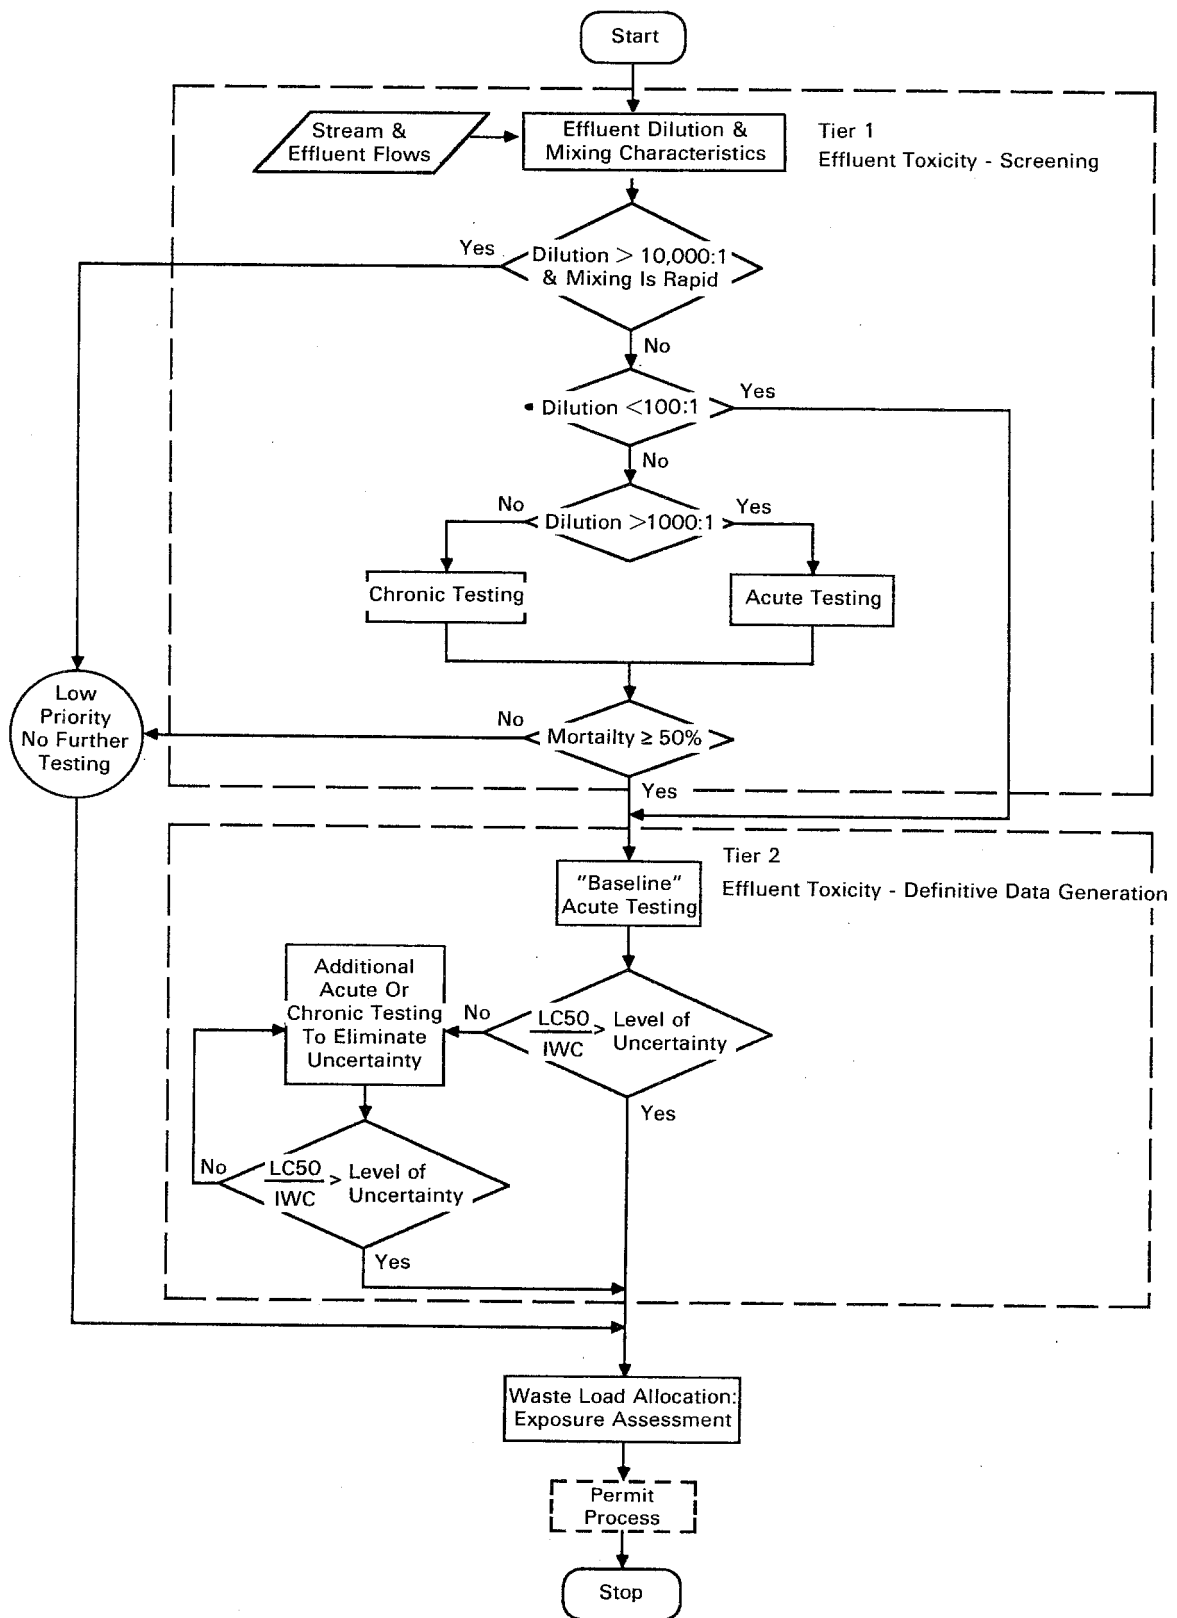 Start
Stream &
Effluent Flows
Effluent Dilution &
Mixing Characteristics
Tier 1
Effluent Toxicity - Screening
Yes
Dilution > 10,000:1
& Mixing Is Rapid
No
Dilution <100:1
Yes
No
No
Dilution >1000:1
Yes
Chronic Testing
Acute Testing
Low
Priority
No Further
Testing
No
Mortailty ≥ 50%
Yes
Tier 2
Effluent Toxicity - Definitive Data Generation
"Baseline"
Acute Testing
Additional
Acute Or
Chronic Testing
To Eliminate
Uncertainty
No
LC50
IWC
> Level of
Uncertainty
Yes
No
LC50
IWC
> Level of
Uncertainty
Yes
Waste Load Allocation:
Exposure Assessment
Permit
Process
Stop